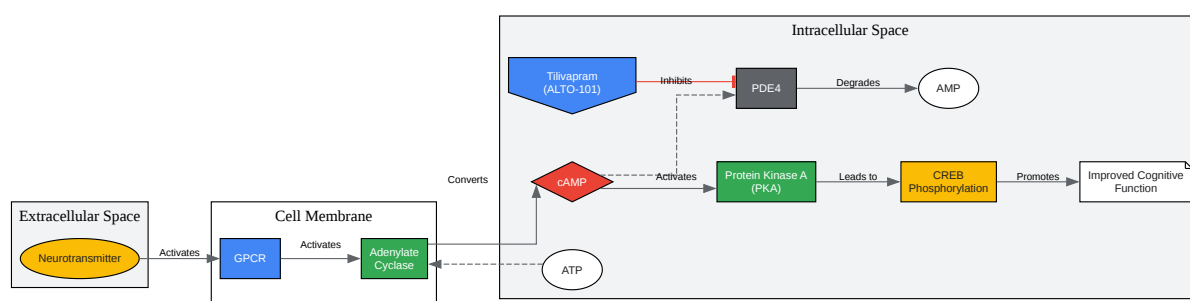 Intracellular Space
Tilivapram
(ALTO-101)
Inhibits
PDE4
Degrades
AMP
Converts
cAMP
Activates
Protein Kinase A
(PKA)
Leads to
CREB
Phosphorylation
Promotes
Improved Cognitive
Function
Extracellular Space
Neurotransmitter
Activates
Cell Membrane
GPCR
Activates
Adenylate
Cyclase
ATP